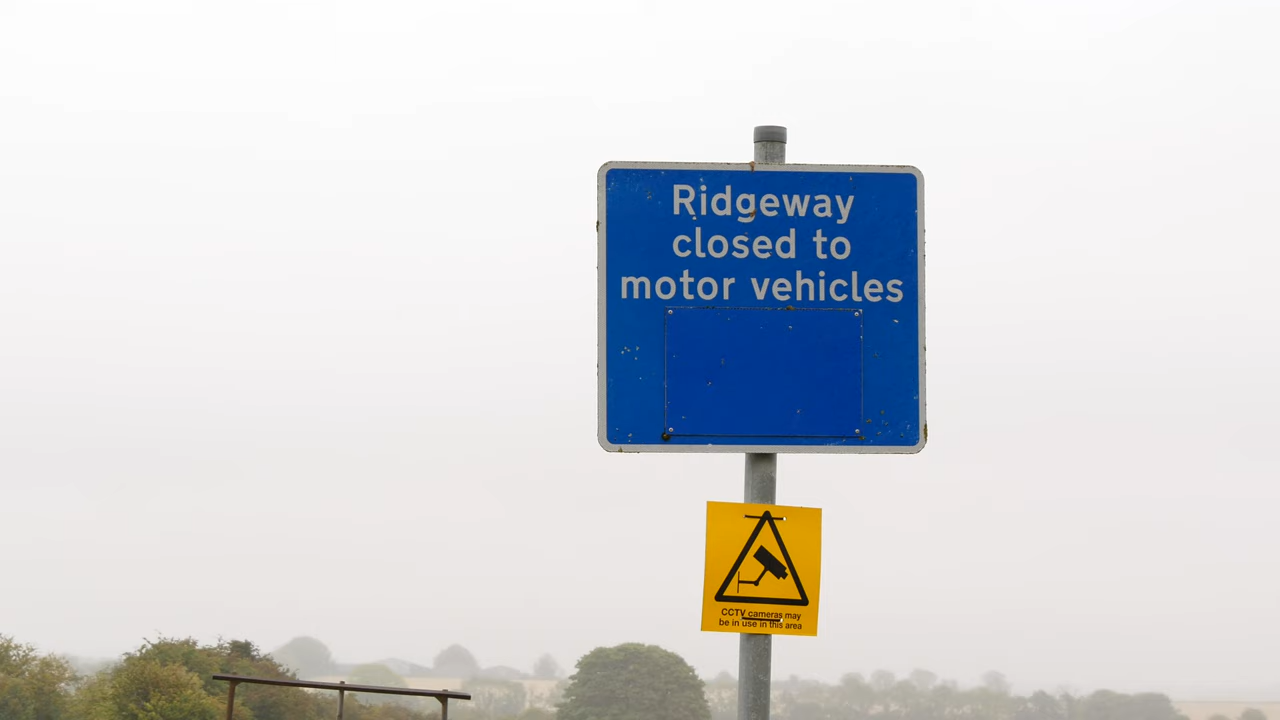 Ridgeway
closed to
motor vehicles
CCTV cameras may
be in use in this area